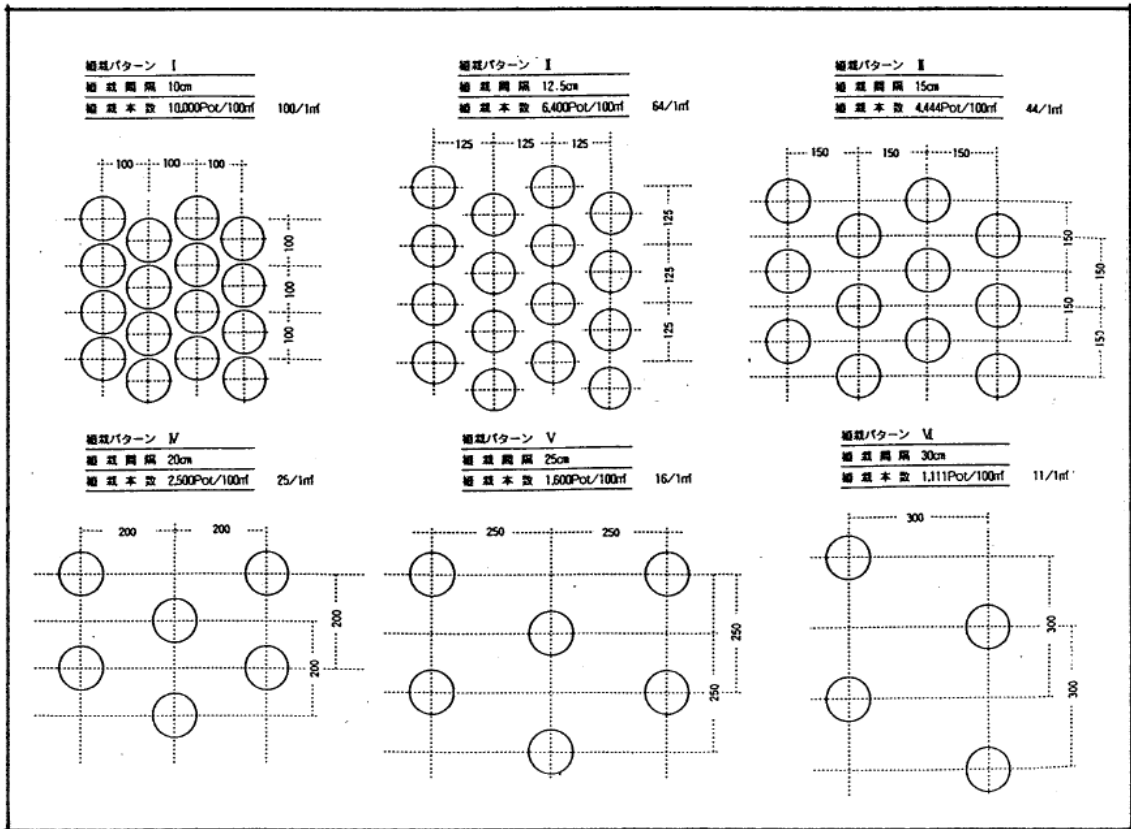 植栽パターン Ⅰ
植栽間隔 10cm
植栽本数 10,000Pot/100㎡ 100/1㎡
100 100 100
100
100
100
植栽パターン Ⅱ
植栽間隔 12.5cm
植栽本数 6,400Pot/100㎡ 64/1㎡
125 125 125
125
125
125
植栽パターン Ⅲ
植栽間隔 15cm
植栽本数 4,444Pot/100㎡ 44/1㎡
150 150 150
150
150
150
150
植栽パターン Ⅳ
植栽間隔 20cm
植栽本数 2,500Pot/100㎡ 25/1㎡
200 200
200
200
植栽パターン Ⅴ
植栽間隔 25cm
植栽本数 1,600Pot/100㎡ 16/1㎡
250 250
250
250
植栽パターン Ⅵ
植栽間隔 30cm
植栽本数 1,111Pot/100㎡ 11/1㎡
300
300
300